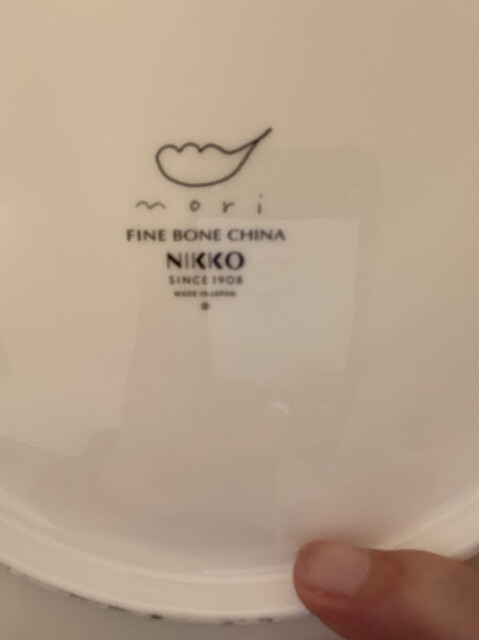 mori
FINE BONE CHINA
NIKKO
SINCE 1908
MADE IN JAPAN